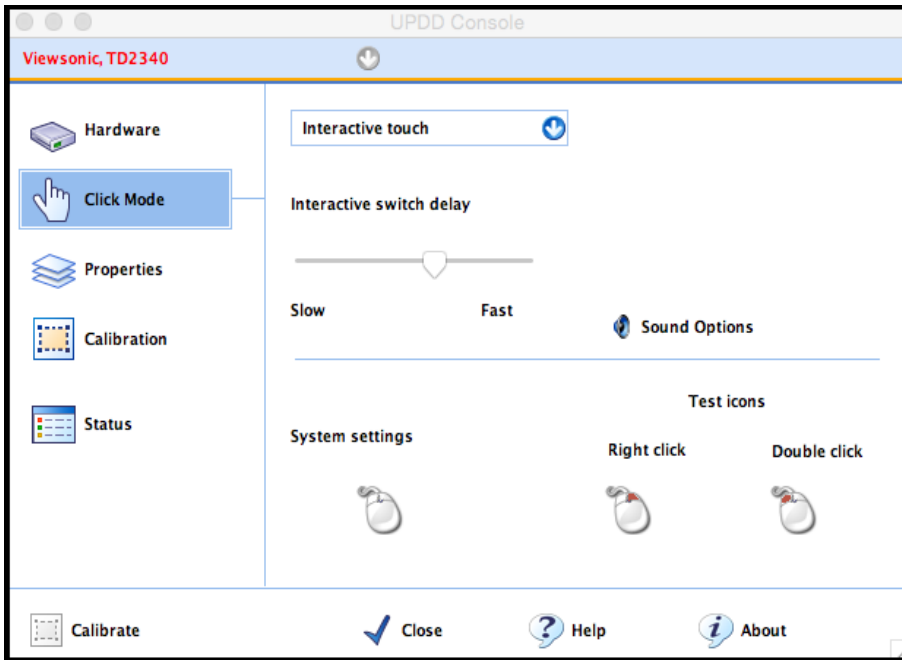 UPDD Console
Viewsonic, TD2340
Hardware
Click Mode
Properties
Calibration
Status
Interactive touch
Interactive switch delay
Slow Fast
Sound Options
Test icons
System settings
Right click Double click
Calibrate Close Help About